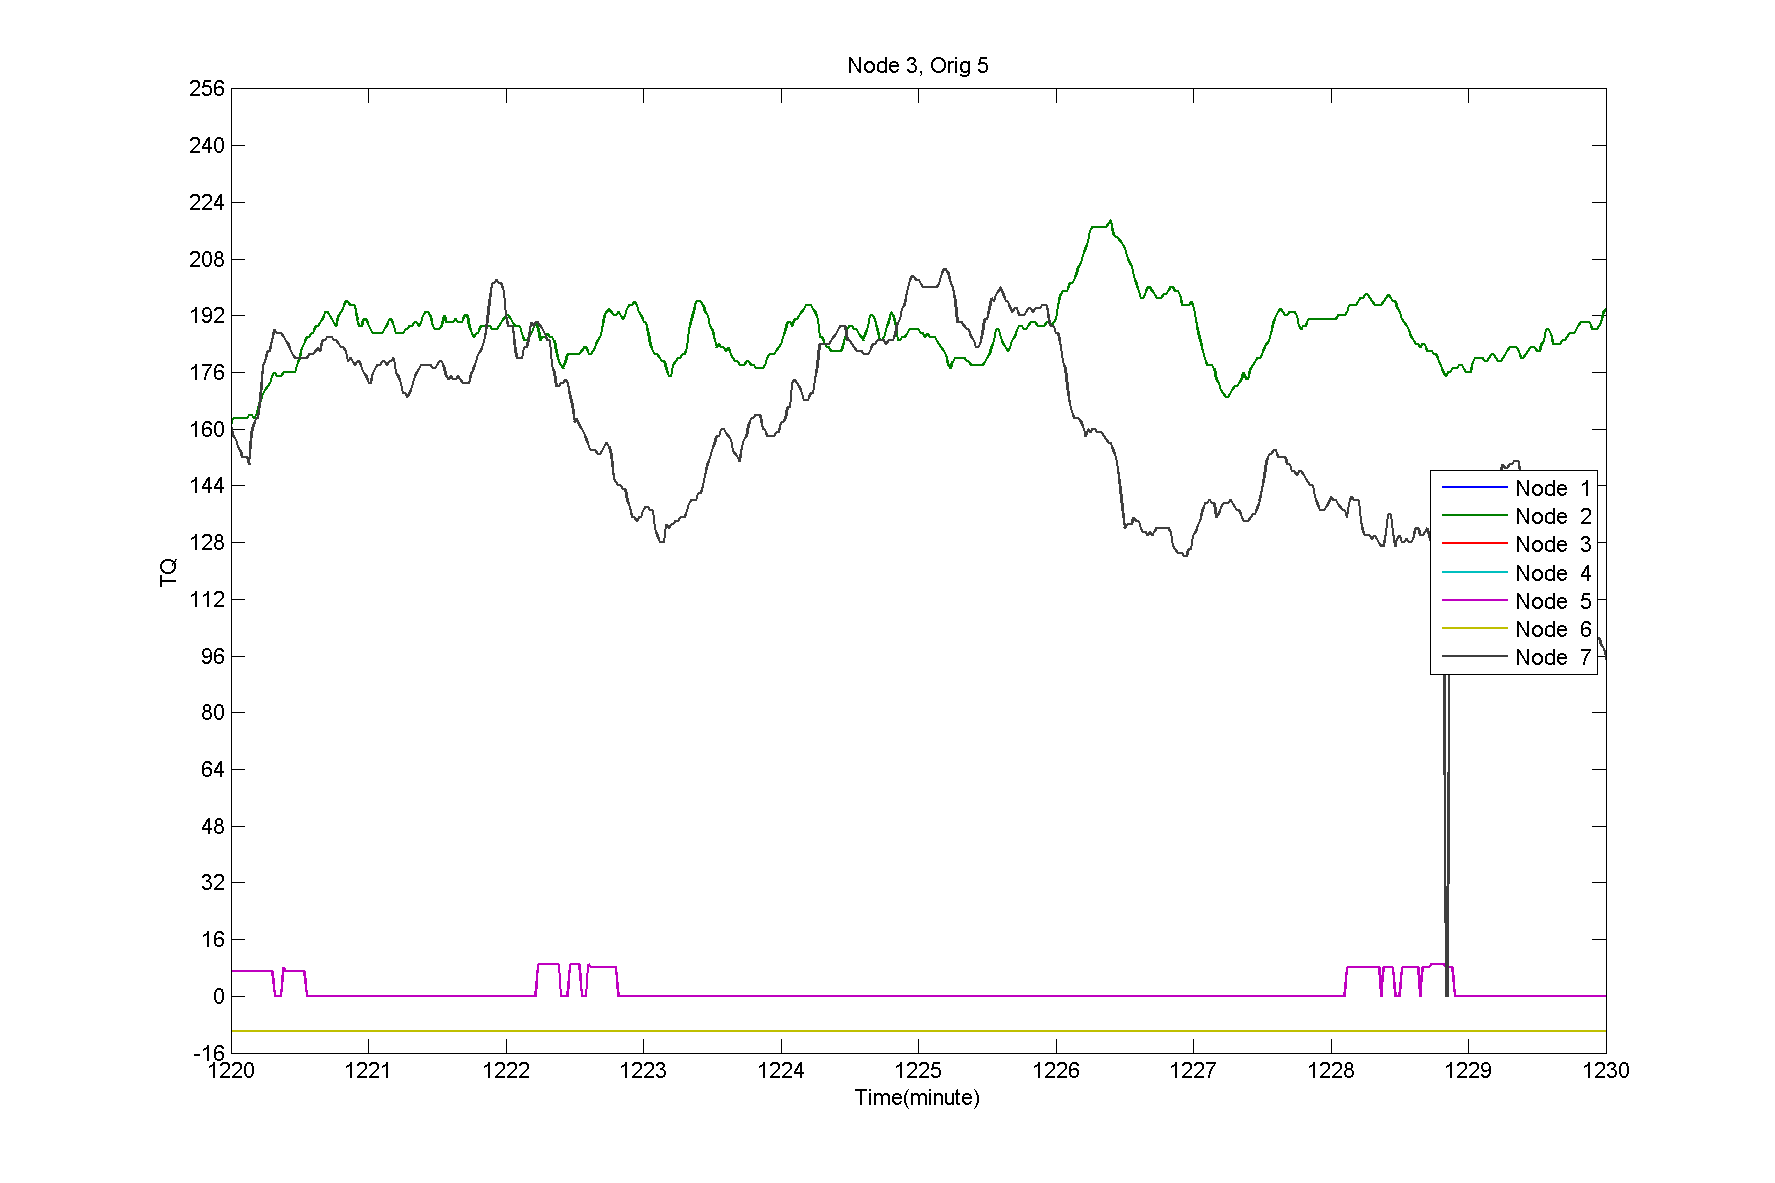 Node 3, Orig 5
256
240
224
208
192
176
160
144
128
112
96
80
64
48
32
16
0
-16
TQ
Node 1
Node 2
Node 3
Node 4
Node 5
Node 6
Node 7
1220 1221 1222 1223 1224 1225 1226 1227 1228 1229 1230
Time(minute)